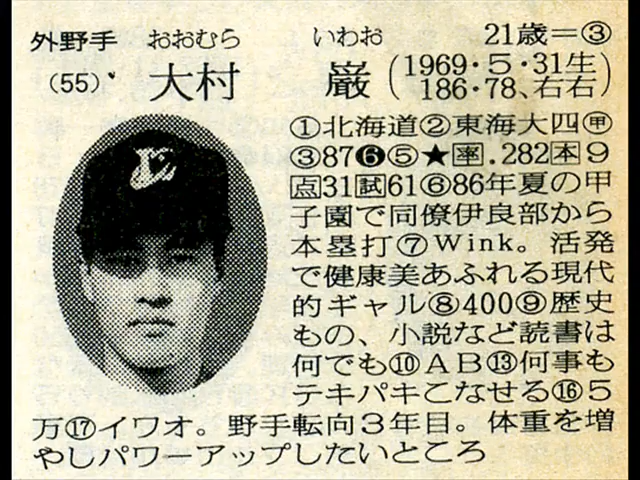 外野手 おおむら いわお 21歳＝③
(55) 大村 巌 (1969・5・31生 186・78、右右)
①北海道②東海大四㊙
③87❻⑤★率.282本9
点31試61⑥86年夏の甲
子園で同僚伊良部から
本塁打⑦Wink。活発
で健康美あふれる現代
的ギャル⑧400⑨歴史
もの、小説など読書は
何でも⑩AB⑬何事も
テキパキこなせる⑯5
万⑰イワオ。野手転向3年目。体重を増
やしパワーアップしたいところ